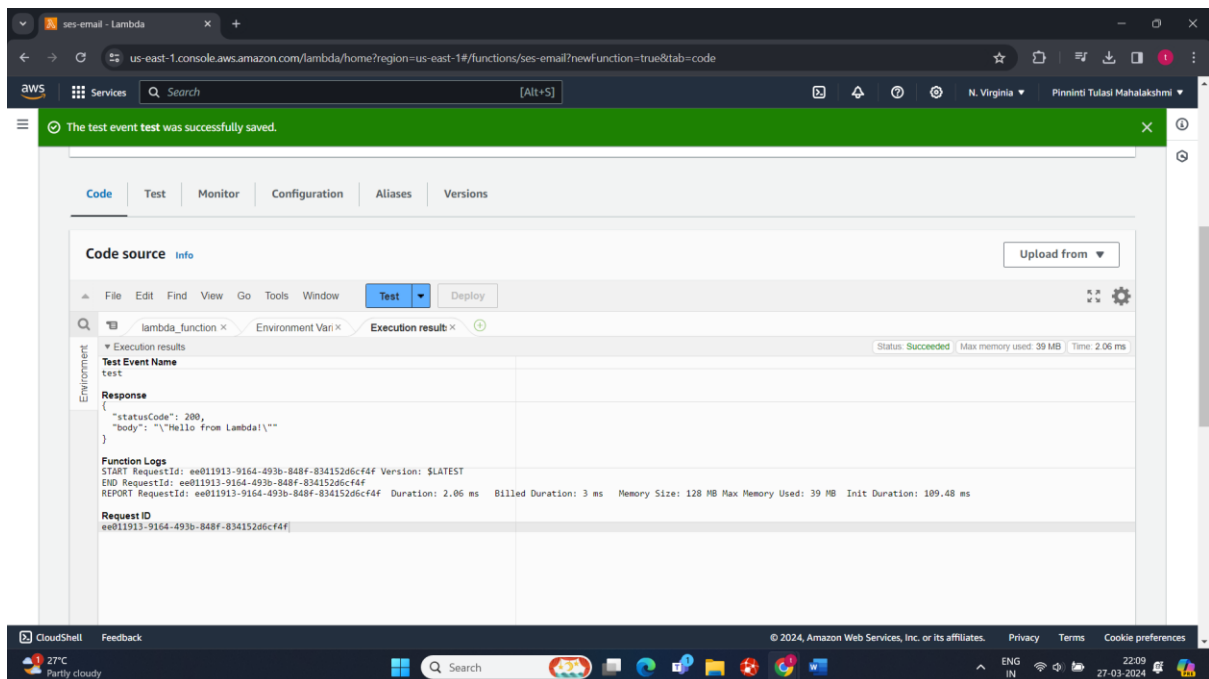 ses-email - Lambda
us-east-1.console.aws.amazon.com/lambda/home?region=us-east-1#/functions/ses-email?newFunction=true&tab=code
t
aws Services Search [Alt+S] N. Virginia Pinninti Tulasi Mahalakshmi
The test event test was successfully saved.
Code Test Monitor Configuration Aliases Versions
Code source Info Upload from
File Edit Find View Go Tools Window Test Deploy
lambda_function × Environment Vari × Execution results ×
Environment
Execution results Status: Succeeded Max memory used: 39 MB Time: 2.06 ms
Test Event Name
test
Response
{
"statusCode": 200,
"body": "\"Hello from Lambda!\""
}
Function Logs
START RequestId: ee011913-9164-493b-848f-834152d6cf4f Version: $LATEST
END RequestId: ee011913-9164-493b-848f-834152d6cf4f
REPORT RequestId: ee011913-9164-493b-848f-834152d6cf4f Duration: 2.06 ms Billed Duration: 3 ms Memory Size: 128 MB Max Memory Used: 39 MB Init Duration: 109.48 ms
Request ID
ee011913-9164-493b-848f-834152d6cf4f
CloudShell Feedback © 2024, Amazon Web Services, Inc. or its affiliates. Privacy Terms Cookie preferences
1
27°C
Partly cloudy
Search
ENG
IN
22:09
27-03-2024